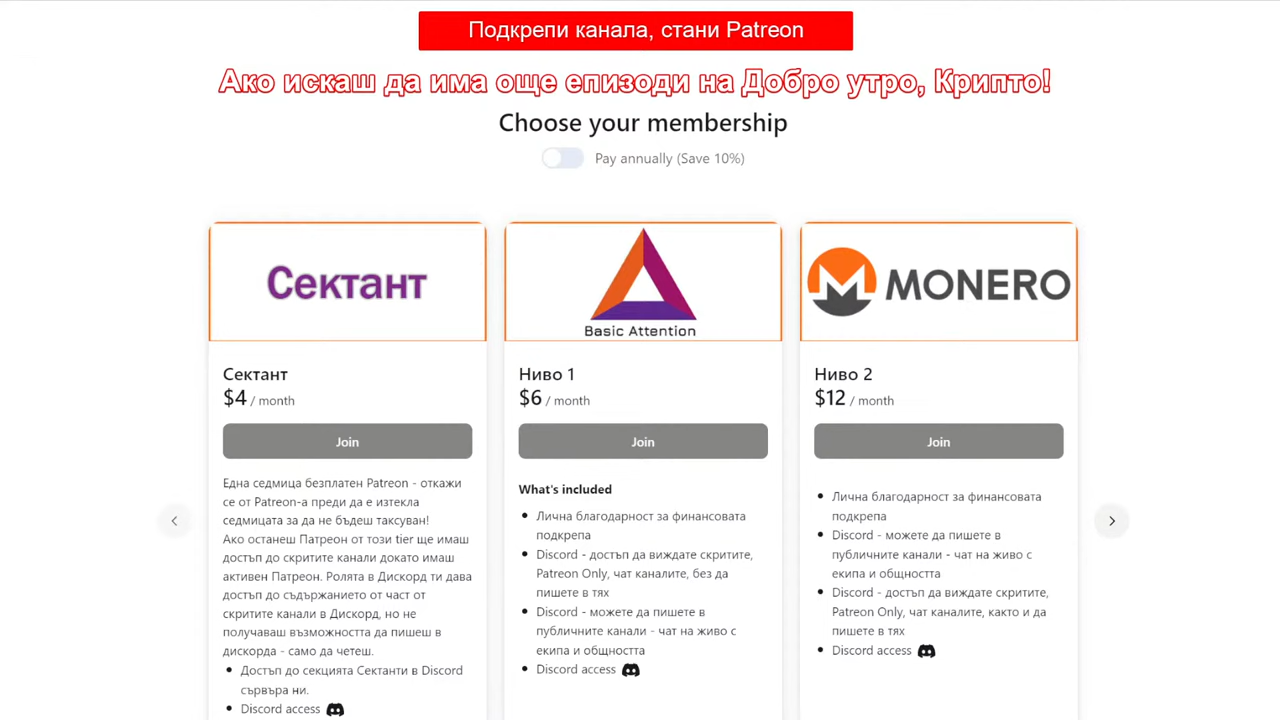 Подкрепи канала, стани Patreon
Ако искаш да има още епизоди на Добро утро, Крипто!
Choose your membership
Pay annually (Save 10%)
Сектант
Сектант
$4 / month
Join
Една седмица безплатен Patreon - откажи
се от Patreon-а преди да е изтекла
седмицата за да не бъдеш таксуван!
Ако останеш Патреон от този tier ще имаш
достъп до скритите канали докато имаш
активен Патреон. Ролята в Дискорд ти дава
достъп до съдържанието от част от
скритите канали в Дискорд, но не
получаваш възможността да пишеш в
дискорда - само да четеш.
Достъп до секцията Сектанти в Discord
сървъра ни.
Discord access
Basic Attention
Ниво 1
$6 / month
Join
What's included
Лична благодарност за финансовата
подкрепа
Discord - достъп да виждате скритите,
Patreon Only, чат каналите, без да
пишете в тях
Discord - можете да пишете в
публичните канали - чат на живо с
екипа и общността
Discord access
MONERO
Ниво 2
$12 / month
Join
Лична благодарност за финансовата
подкрепа
Discord - можете да пишете в
публичните канали - чат на живо с
екипа и общността
Discord - достъп да виждате скритите,
Patreon Only, чат каналите, както и да
пишете в тях
Discord access